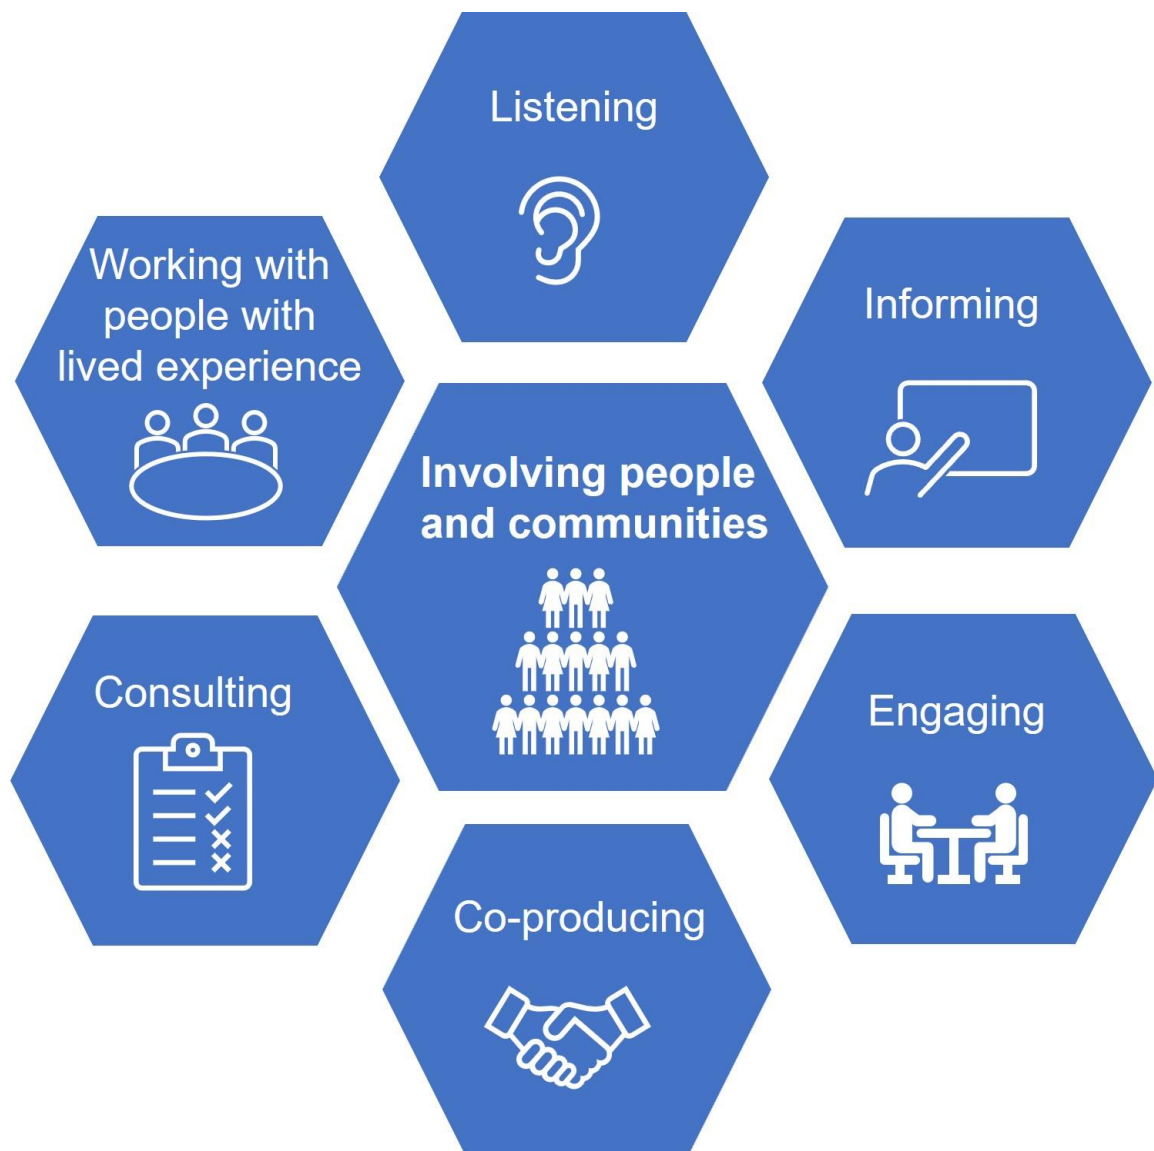 Listening
Working with
people with
lived experience
Informing
Involving people
and communities
Consulting
Engaging
Co-producing